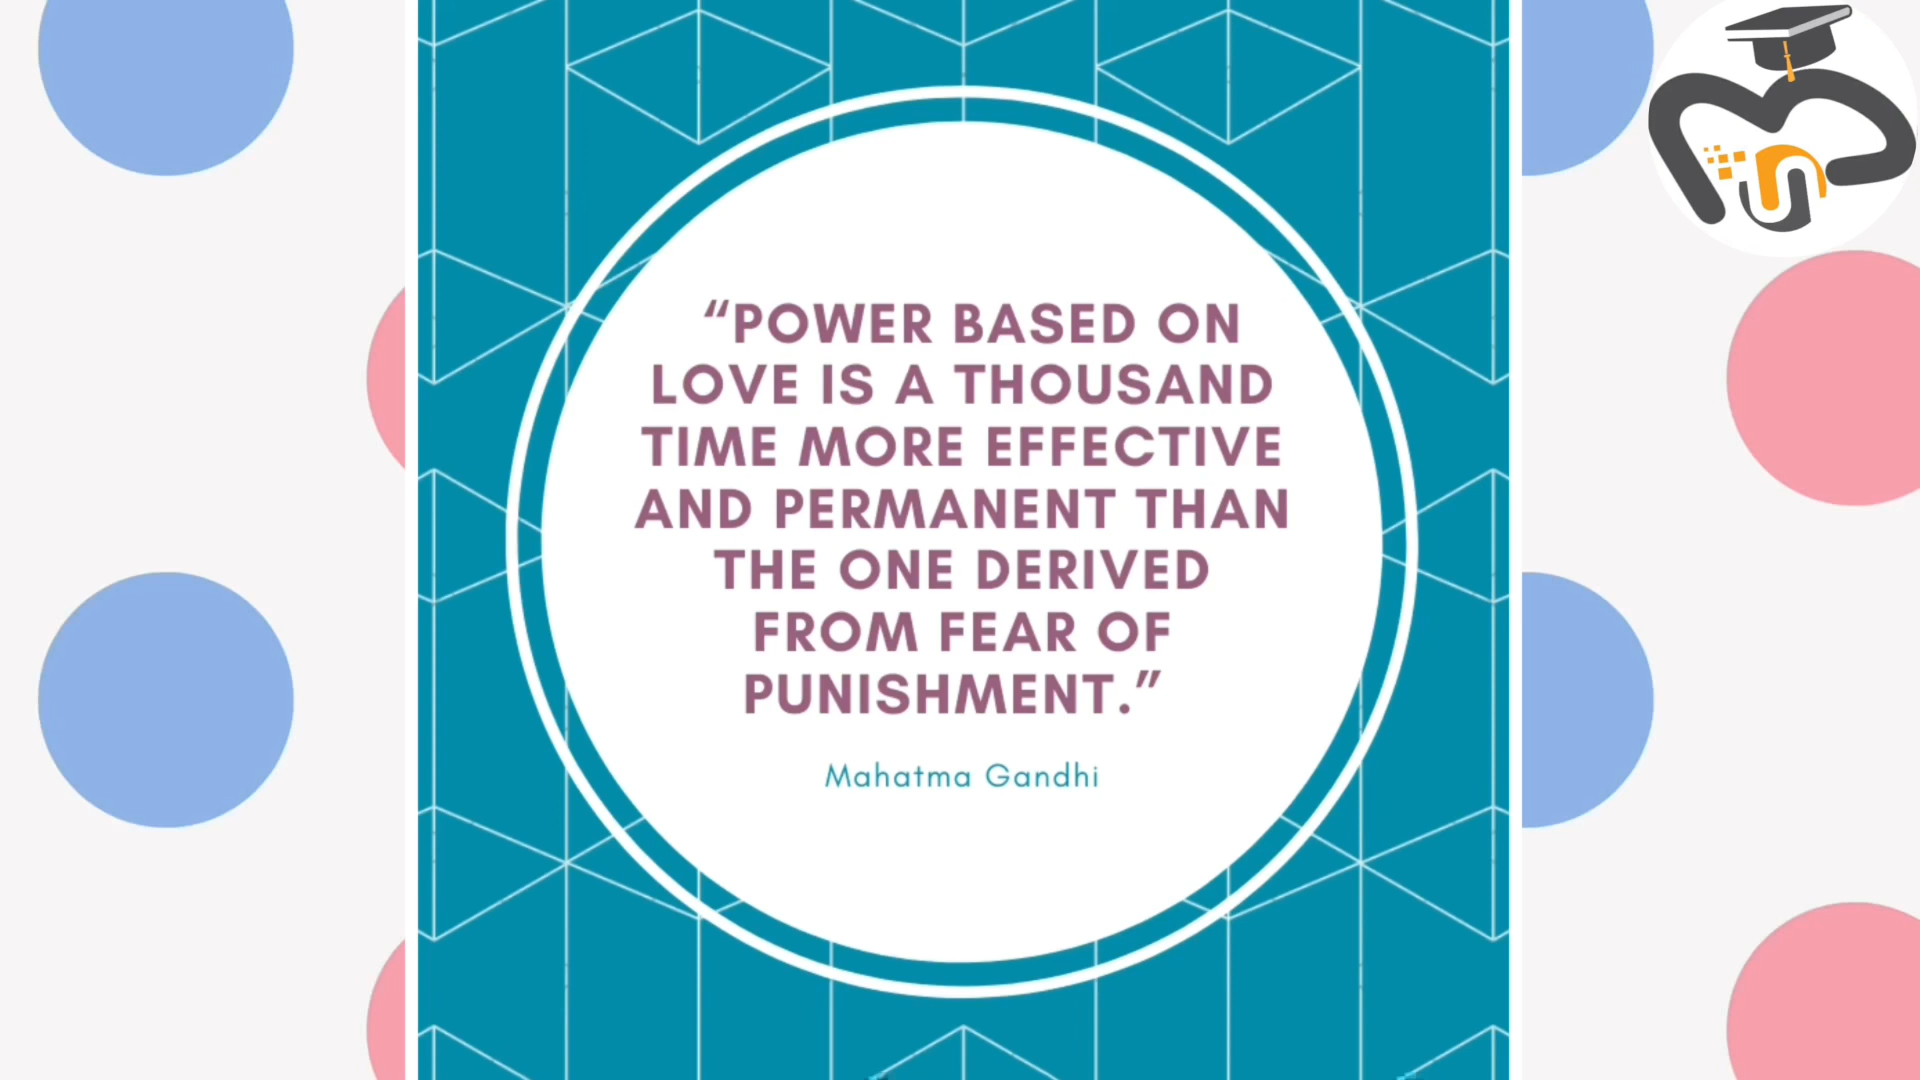 “POWER BASED ON
LOVE IS A THOUSAND
TIME MORE EFFECTIVE
AND PERMANENT THAN
THE ONE DERIVED
FROM FEAR OF
PUNISHMENT.”
Mahatma Gandhi